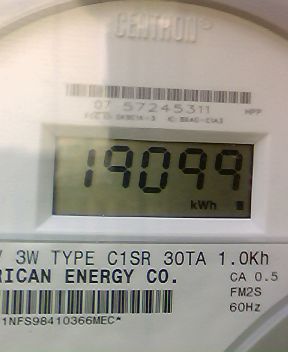 CENTRON®
07 57245311 HPP
19099
kWh
V 3W TYPE C1SR 30TA 1.0Kh
RICAN ENERGY CO.
CA 0.5
FM2S
60Hz
1NFS98410366MEC*